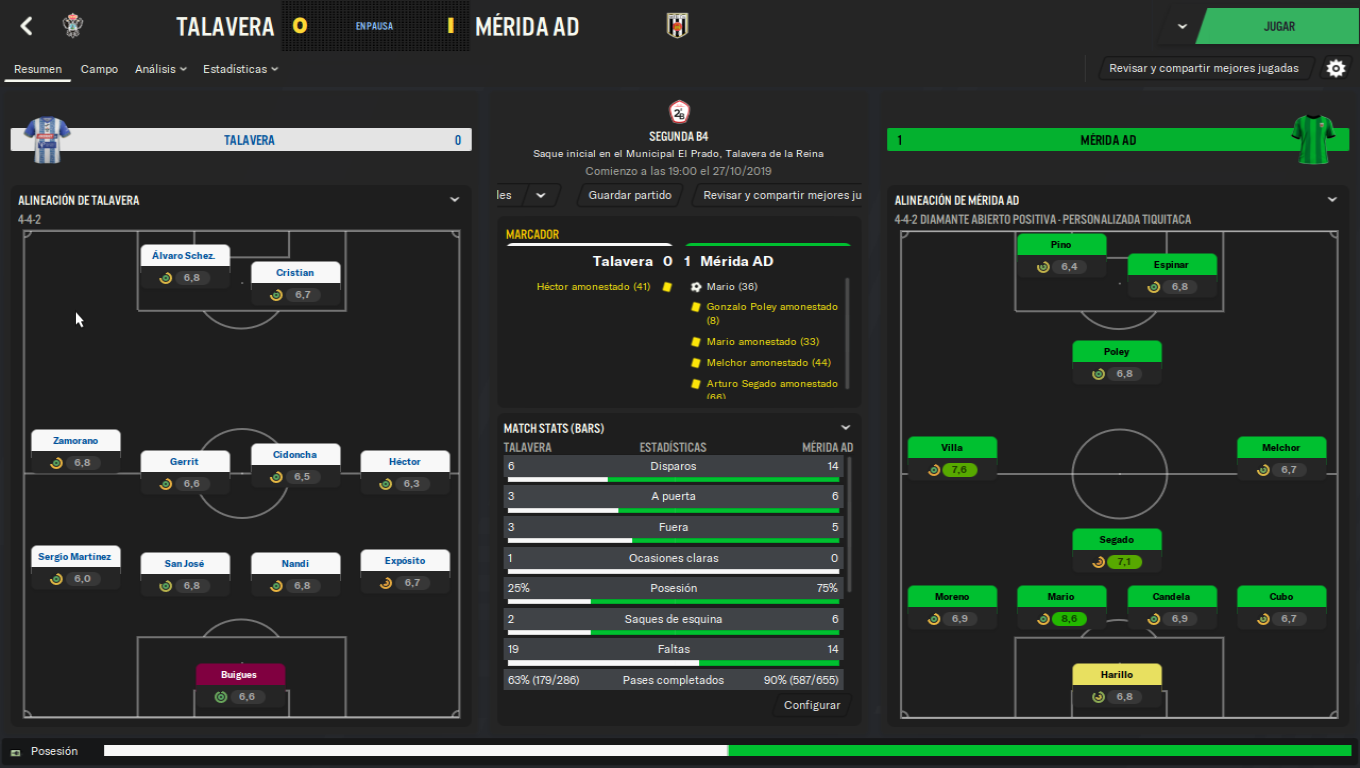 TALAVERA 0 EN PAUSA 1 MÉRIDA AD
JUGAR
Resumen Campo Análisis Estadísticas
Revisar y compartir mejores jugadas
TALAVERA 0
ALINEACIÓN DE TALAVERA
4-4-2
Álvaro Schez.
6,8
Cristian
6,7
Zamorano
6,8
Gerrit
6,6
Cidoncha
6,5
Héctor
6,3
Sergio Martínez
6,0
San José
6,8
Nandi
6,8
Expósito
6,7
Buigues
6,6
2ªB
SEGUNDA B4
Saque inicial en el Municipal El Prado, Talavera de la Reina
Comienzo a las 19:00 el 27/10/2019
les
Guardar partido
Revisar y compartir mejores ju
MARCADOR
Talavera 0 1 Mérida AD
Héctor amonestado (41)
Mario (36)
Gonzalo Poley amonestado
(8)
Mario amonestado (33)
Melchor amonestado (44)
Arturo Segado amonestado
(66)
MATCH STATS (BARS)
TALAVERA ESTADÍSTICAS MÉRIDA AD
6 Disparos 14
3 A puerta 6
3 Fuera 5
1 Ocasiones claras 0
25% Posesión 75%
2 Saques de esquina 6
19 Faltas 14
63% (179/286) Pases completados 90% (587/655)
Configurar
1 MÉRIDA AD
ALINEACIÓN DE MÉRIDA AD
4-4-2 DIAMANTE ABIERTO POSITIVA - PERSONALIZADA TIQUITACA
Pino
6,4
Espinar
6,8
Poley
6,8
Villa
7,6
Melchor
6,7
Segado
7,1
Moreno
6,9
Mario
8,6
Candela
6,9
Cubo
6,7
Harillo
6,8
Posesión